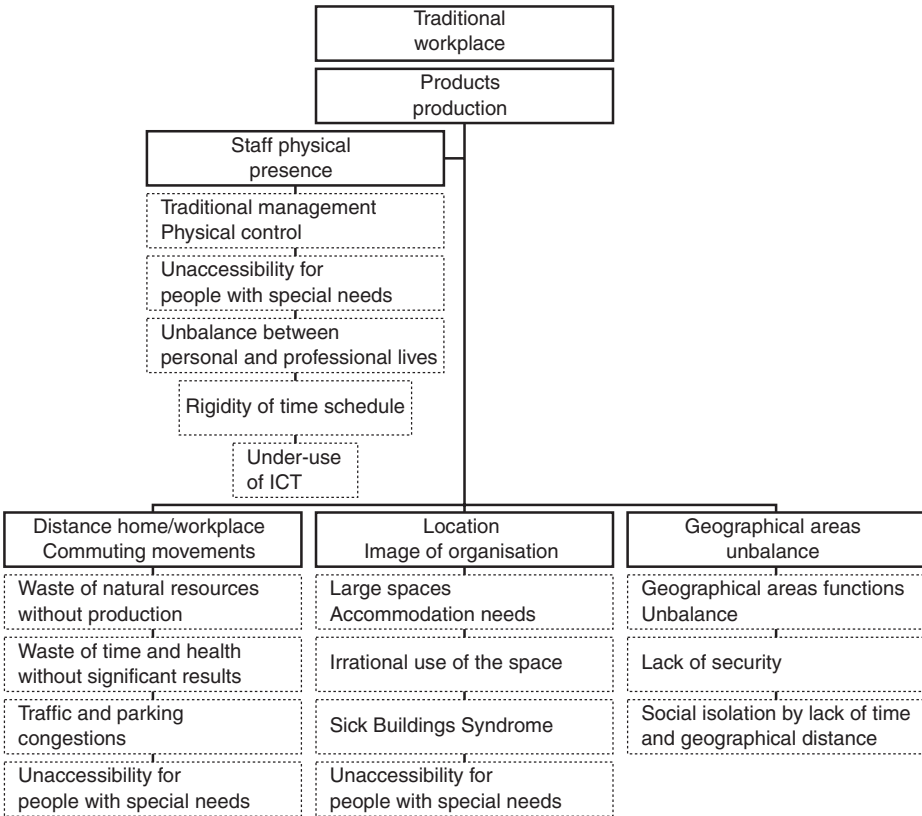 Traditional
workplace
Products
production
Staff physical
presence
Traditional management
Physical control
Unaccessibility for
people with special needs
Unbalance between
personal and professional lives
Rigidity of time schedule
Under-use
of ICT
Distance home/workplace
Commuting movements
Waste of natural resources
without production
Waste of time and health
without significant results
Traffic and parking
congestions
Unaccessibility for
people with special needs
Location
Image of organisation
Large spaces
Accommodation needs
Irrational use of the space
Sick Buildings Syndrome
Unaccessibility for
people with special needs
Geographical areas
unbalance
Geographical areas functions
Unbalance
Lack of security
Social isolation by lack of time
and geographical distance